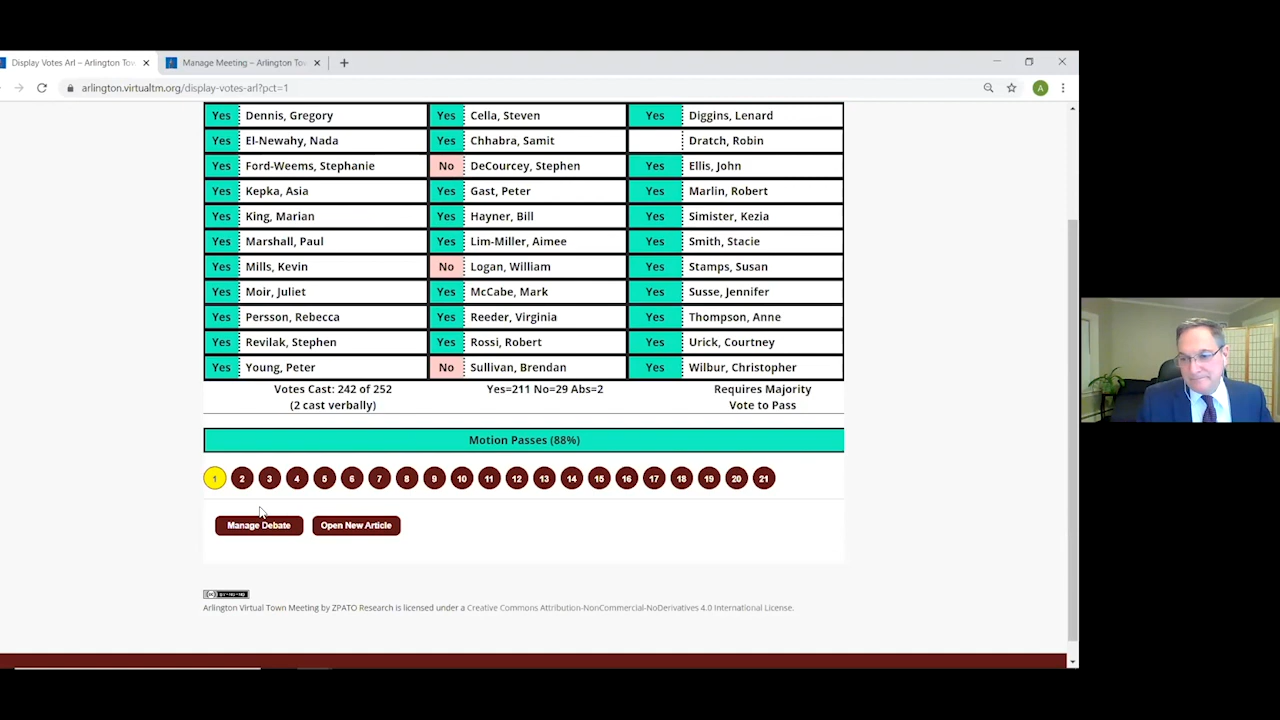 Display Votes Arl – Arlington Tow
Manage Meeting – Arlington Tow
arlington.virtualtm.org/display-votes-arl?pct=1
A
Yes Dennis, Gregory Yes Cella, Steven Yes Diggins, Lenard
Yes El-Newahy, Nada Yes Chhabra, Samit Dratch, Robin
Yes Ford-Weems, Stephanie No DeCourcey, Stephen Yes Ellis, John
Yes Kepka, Asia Yes Gast, Peter Yes Marlin, Robert
Yes King, Marian Yes Hayner, Bill Yes Simister, Kezia
Yes Marshall, Paul Yes Lim-Miller, Aimee Yes Smith, Stacie
Yes Mills, Kevin No Logan, William Yes Stamps, Susan
Yes Moir, Juliet Yes McCabe, Mark Yes Susse, Jennifer
Yes Persson, Rebecca Yes Reeder, Virginia Yes Thompson, Anne
Yes Revilak, Stephen Yes Rossi, Robert Yes Urick, Courtney
Yes Young, Peter No Sullivan, Brendan Yes Wilbur, Christopher
Votes Cast: 242 of 252 Yes=211 No=29 Abs=2 Requires Majority
(2 cast verbally) Vote to Pass
Motion Passes (88%)
1 2 3 4 5 6 7 8 9 10 11 12 13 14 15 16 17 18 19 20 21
Manage Debate Open New Article
Arlington Virtual Town Meeting by ZPATO Research is licensed under a Creative Commons Attribution-NonCommercial-NoDerivatives 4.0 International License.